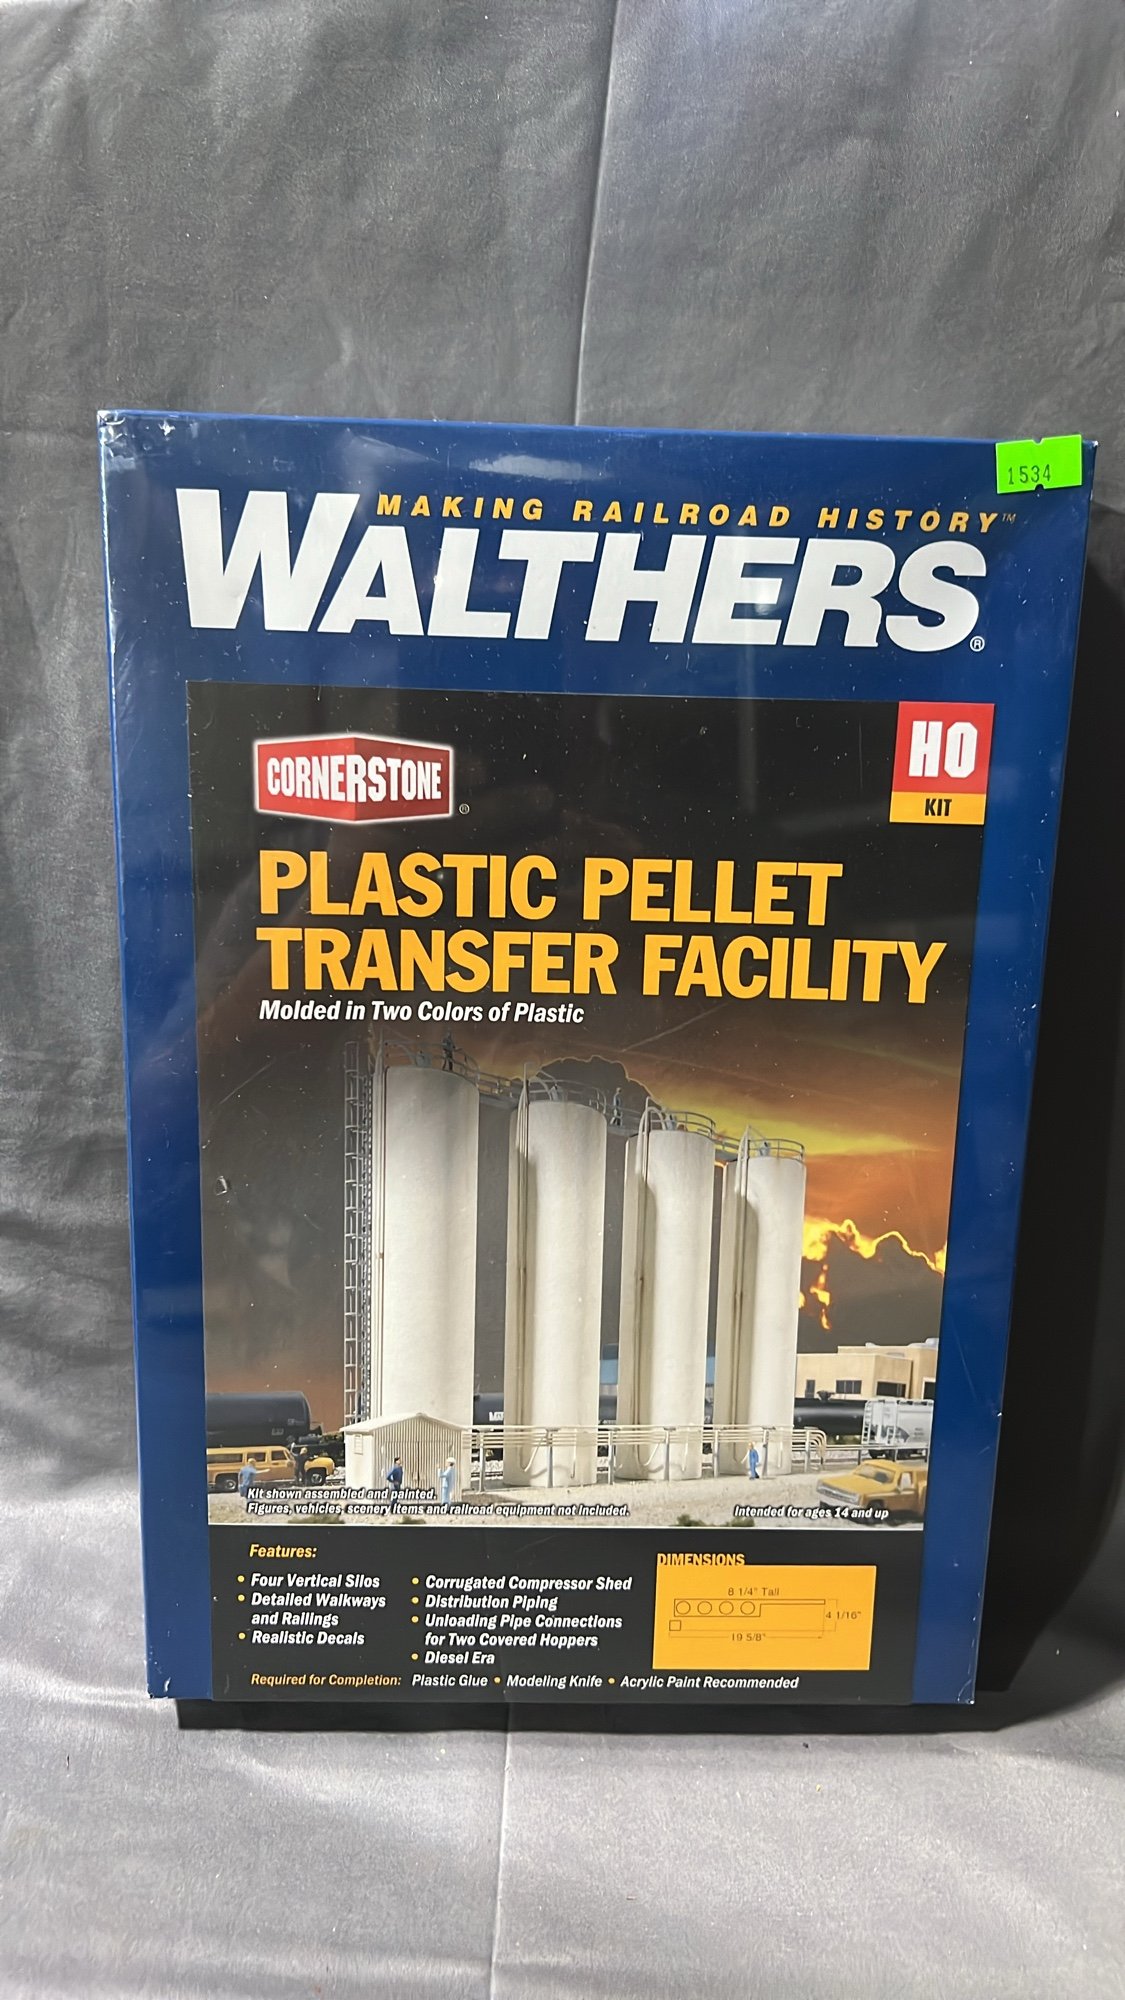 1534
MAKING RAILROAD HISTORY™
WALTHERS®
CORNERSTONE®
HO
KIT
PLASTIC PELLET
TRANSFER FACILITY
Molded in Two Colors of Plastic
Kit shown assembled and painted.
Figures, vehicles, scenery items and railroad equipment not included.
Intended for ages 14 and up
Features:
• Four Vertical Silos
• Detailed Walkways
and Railings
• Realistic Decals
• Corrugated Compressor Shed
• Distribution Piping
• Unloading Pipe Connections
for Two Covered Hoppers
• Diesel Era
DIMENSIONS
8 1/4" Tall
4 1/16"
19 5/8"
Required for Completion: Plastic Glue • Modeling Knife • Acrylic Paint Recommended